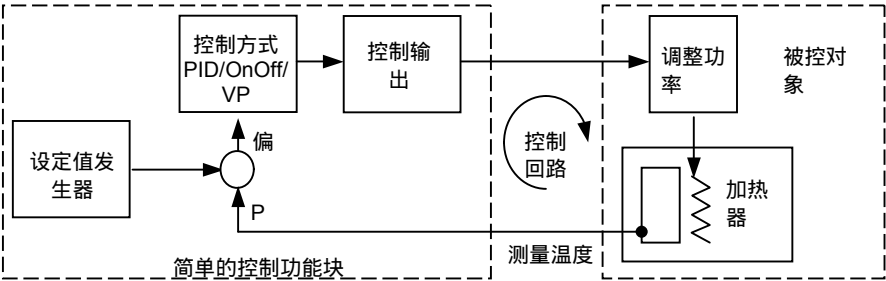 控制方式
PID/OnOff/
VP
控制输
出
调整功
率
被控对
象
设定值发
生器
偏
控制
回路
加热
器
P
测量温度
简单的控制功能块